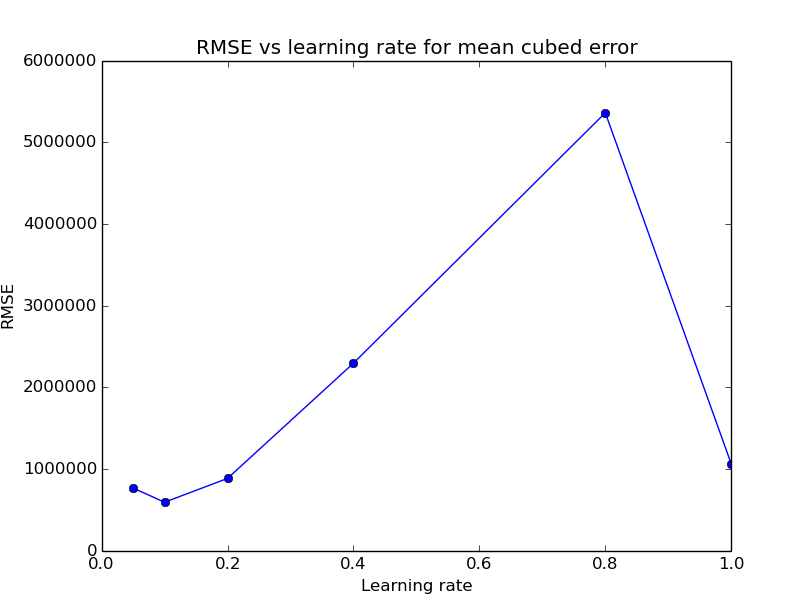 RMSE vs learning rate for mean cubed error
6000000
5000000
4000000
3000000
2000000
1000000
0
RMSE
0.0 0.2 0.4 0.6 0.8 1.0
Learning rate